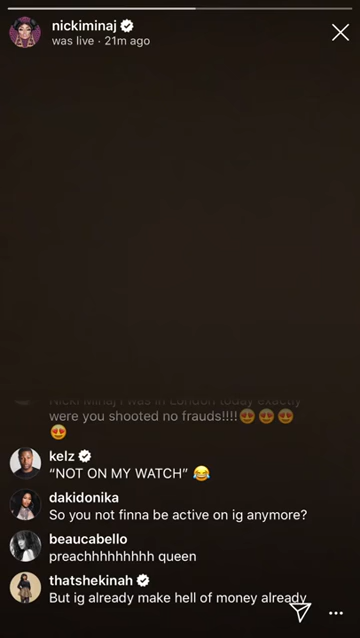 nickiminaj
was live · 21m ago
Nicki Minaj I was in London today exactly
were you shooted no frauds!!!!😍😍😍
😍
kelz
“NOT ON MY WATCH” 😂
dakidonika
So you not finna be active on ig anymore?
beaucabello
preachhhhhhhhh queen
thatshekinah
But ig already make hell of money already